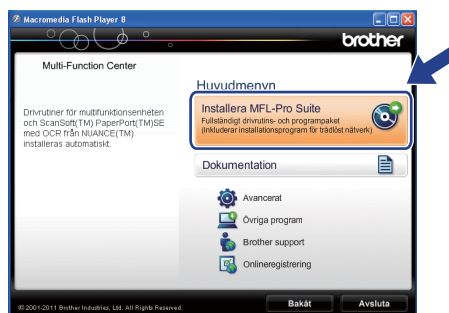 Macromedia Flash Player 8
brother
Multi-Function Center
Drivrutiner för multifunktionsenheten
och ScanSoft(TM) PaperPort(TM)SE
med OCR från NUANCE(TM)
installeras automatiskt.
Huvudmenyn
Installera MFL-Pro Suite
Fullständigt drivrutins- och programpaket
(Inkluderar installationsprogram för trådlöst nätverk)
Dokumentation
Avancerat
Övriga program
Brother support
Onlineregistrering
© 2001-2011 Brother Industries, Ltd. All Rights Reserved.
Bakåt
Avsluta